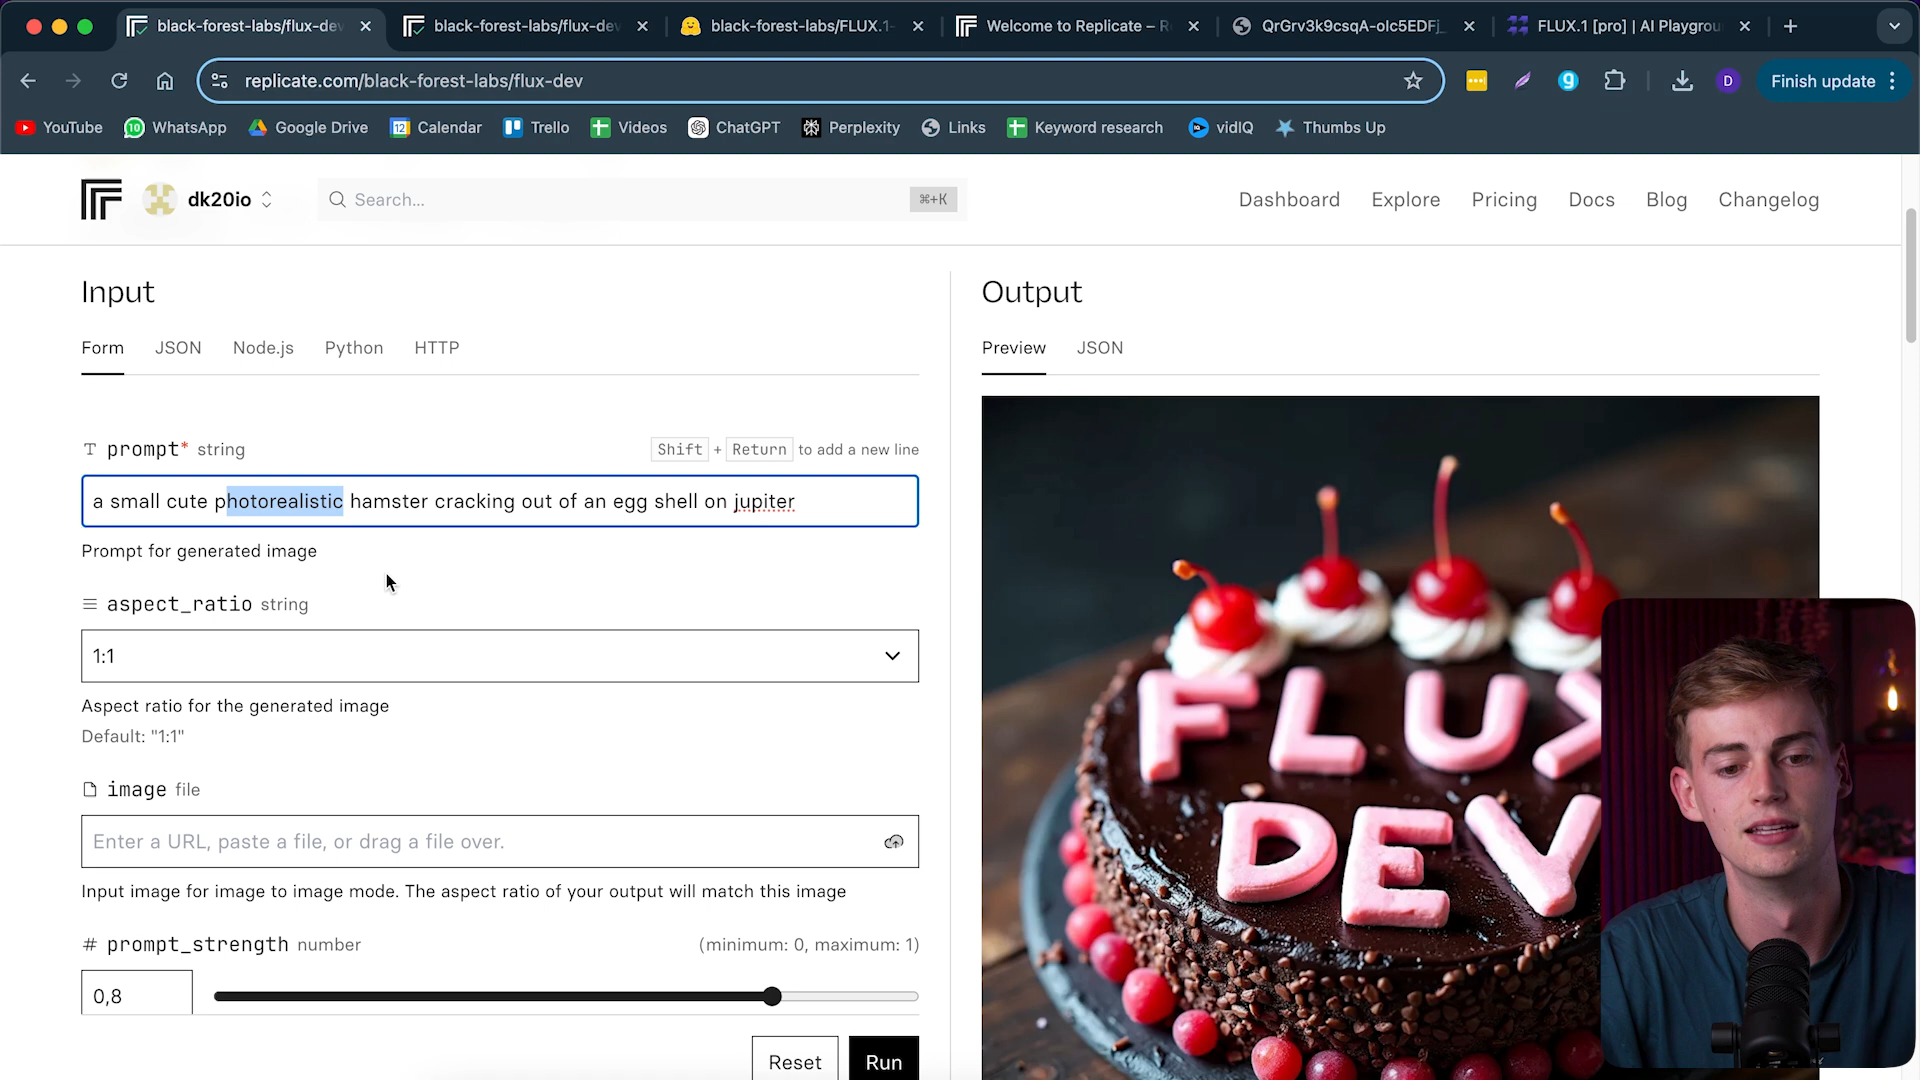 black-forest-labs/flux-dev
black-forest-labs/flux-dev
black-forest-labs/FLUX.1-
Welcome to Replicate – R
QrGrv3k9csqA-olc5EDFj_
FLUX.1 [pro] | AI Playgrou
replicate.com/black-forest-labs/flux-dev
D
Finish update
YouTube
10
WhatsApp
Google Drive
12
Calendar
Trello
Videos
ChatGPT
Perplexity
Links
Keyword research
vidIQ
Thumbs Up
dk20io
Search...
⌘+K
Dashboard
Explore
Pricing
Docs
Blog
Changelog
Input
Form
JSON
Node.js
Python
HTTP
prompt* string
Shift + Return to add a new line
a small cute photorealistic hamster cracking out of an egg shell on jupiter
Prompt for generated image
aspect_ratio string
1:1
Aspect ratio for the generated image
Default: "1:1"
image file
Enter a URL, paste a file, or drag a file over.
Input image for image to image mode. The aspect ratio of your output will match this image
# prompt_strength number
(minimum: 0, maximum: 1)
0,8
Reset
Run
Output
Preview
JSON
FLUX
DEV